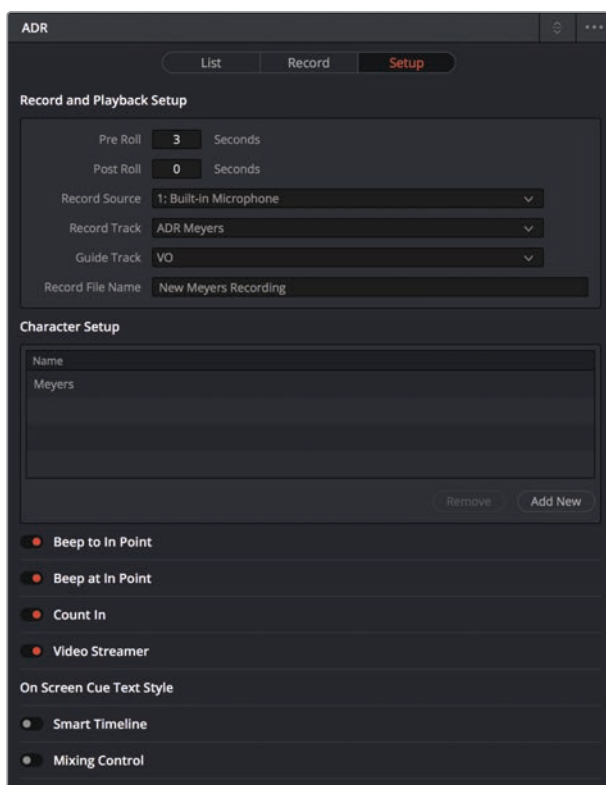 ADR
List Record Setup
Record and Playback Setup
Pre Roll 3 Seconds
Post Roll 0 Seconds
Record Source 1: Built-in Microphone
Record Track ADR Meyers
Guide Track VO
Record File Name New Meyers Recording
Character Setup
Name
Meyers
Remove Add New
Beep to In Point
Beep at In Point
Count In
Video Streamer
On Screen Cue Text Style
Smart Timeline
Mixing Control